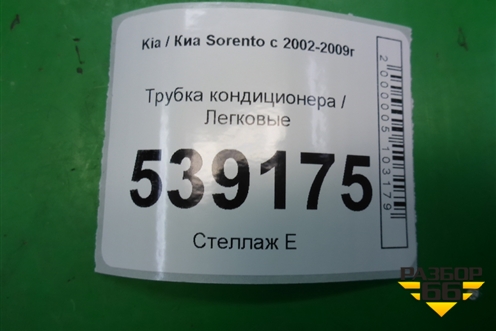 Kia / Киа Sorento с 2002-2009г
Трубка кондиционера /
Легковые
539175
Стеллаж Е
2000005103179
РАЗБОР
66